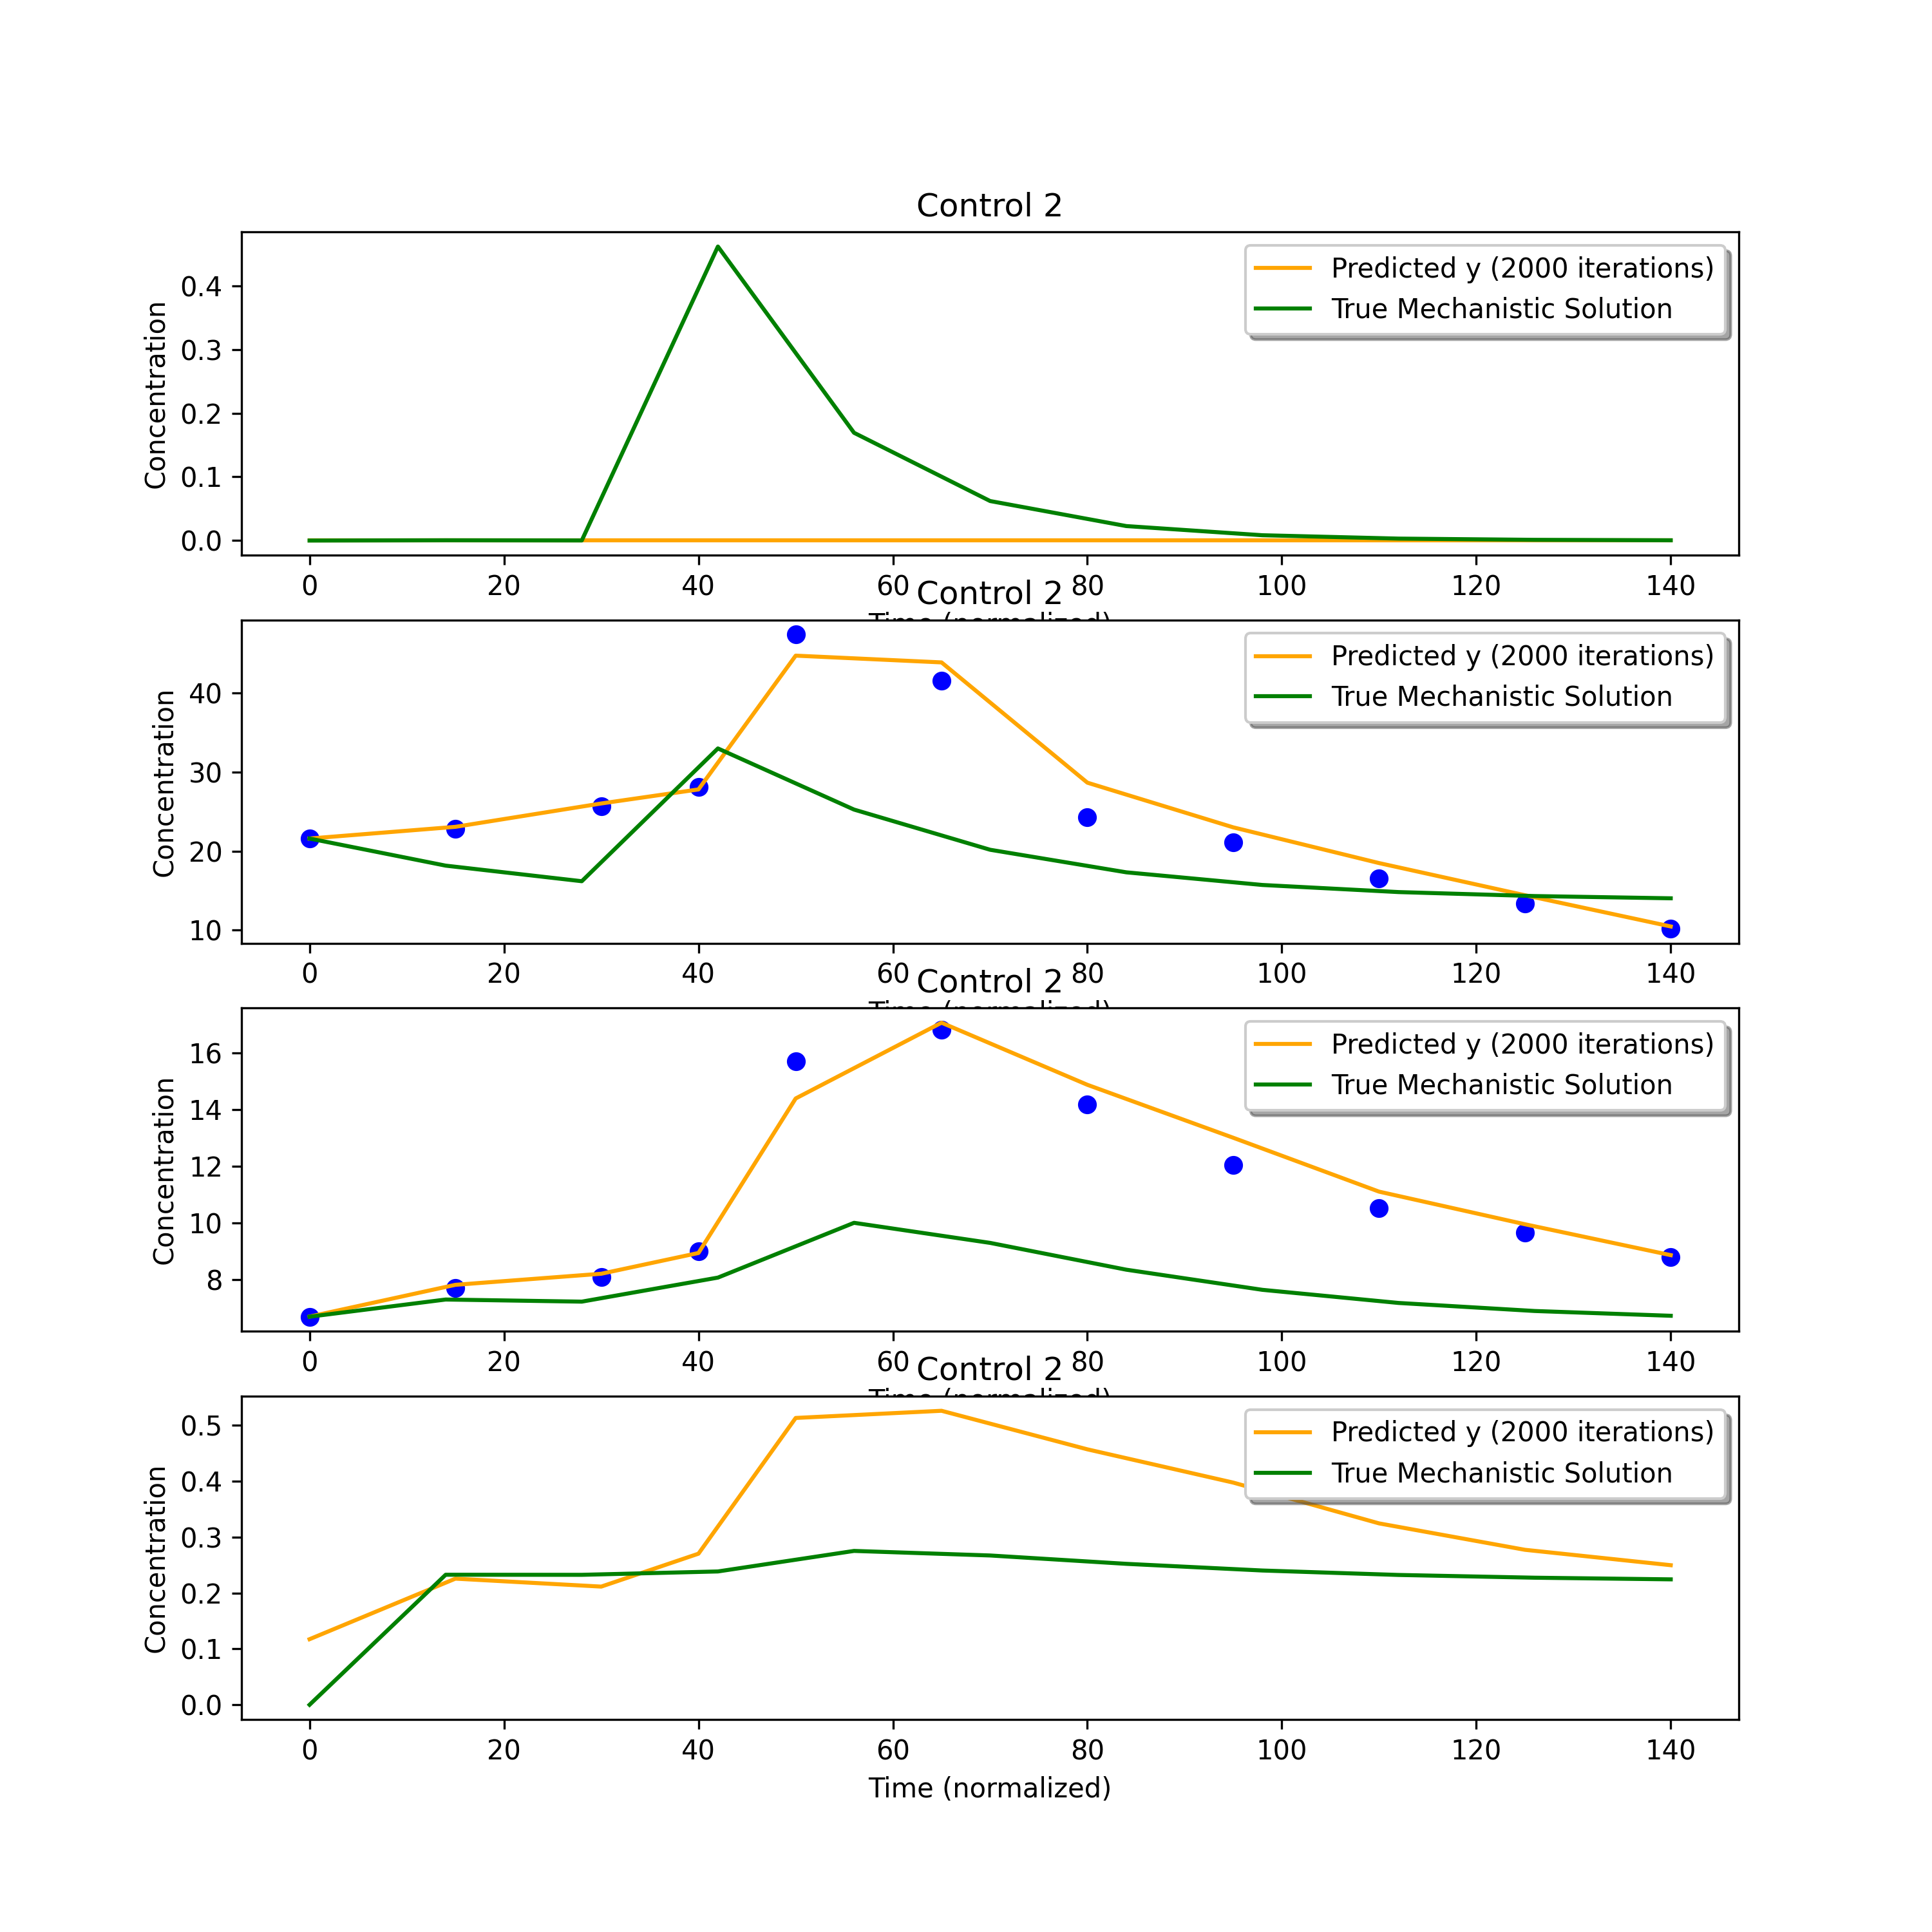 Control 2
Concentration
0.4
0.3
0.2
0.1
0.0
Predicted y (2000 iterations)
True Mechanistic Solution
0 20 40 60 80 100 120 140
Control 2
Concentration
40
30
20
10
Predicted y (2000 iterations)
True Mechanistic Solution
0 20 40 60 80 100 120 140
Control 2
Concentration
16
14
12
10
8
Predicted y (2000 iterations)
True Mechanistic Solution
0 20 40 60 80 100 120 140
Control 2
Concentration
0.5
0.4
0.3
0.2
0.1
0.0
Predicted y (2000 iterations)
True Mechanistic Solution
0 20 40 60 80 100 120 140
Time (normalized)